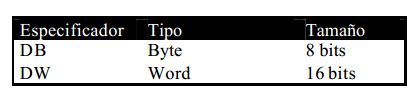 Especificador Tipo Tamaño
DB Byte 8 bits
DW Word 16 bits